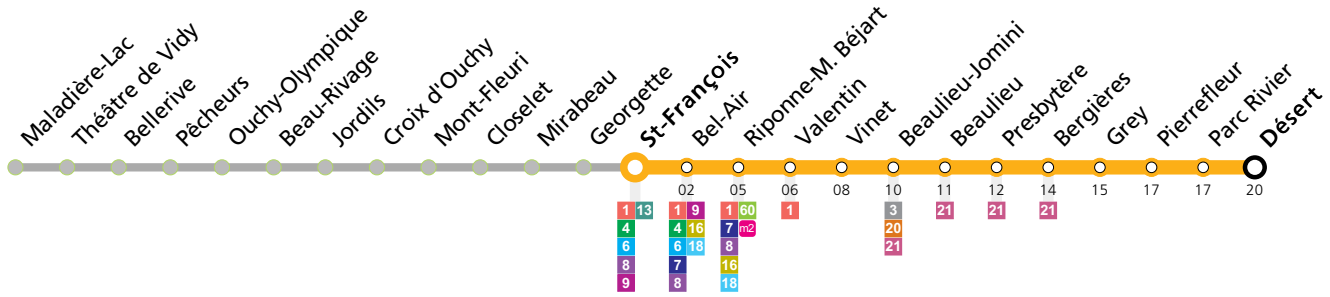 Maladière-Lac
Théâtre de Vidy
Bellerive
Pêcheurs
Ouchy-Olympique
Beau-Rivage
Jordils
Croix d'Ouchy
Mont-Fleuri
Closelet
Mirabeau
Georgette
St-François
Bel-Air
Riponne-M. Béjart
Valentin
Vinet
Beaulieu-Jomini
Beaulieu
Presbytère
Bergières
Grey
Pierrefleur
Parc Rivier
Désert
02 05 06 08 10 11 12 14 15 17 17 20
1 13 1 9 1 60 1 3 21 21 21
4 4 16 7 m2 20
6 6 18 8 21
8 7 16
9 8 18